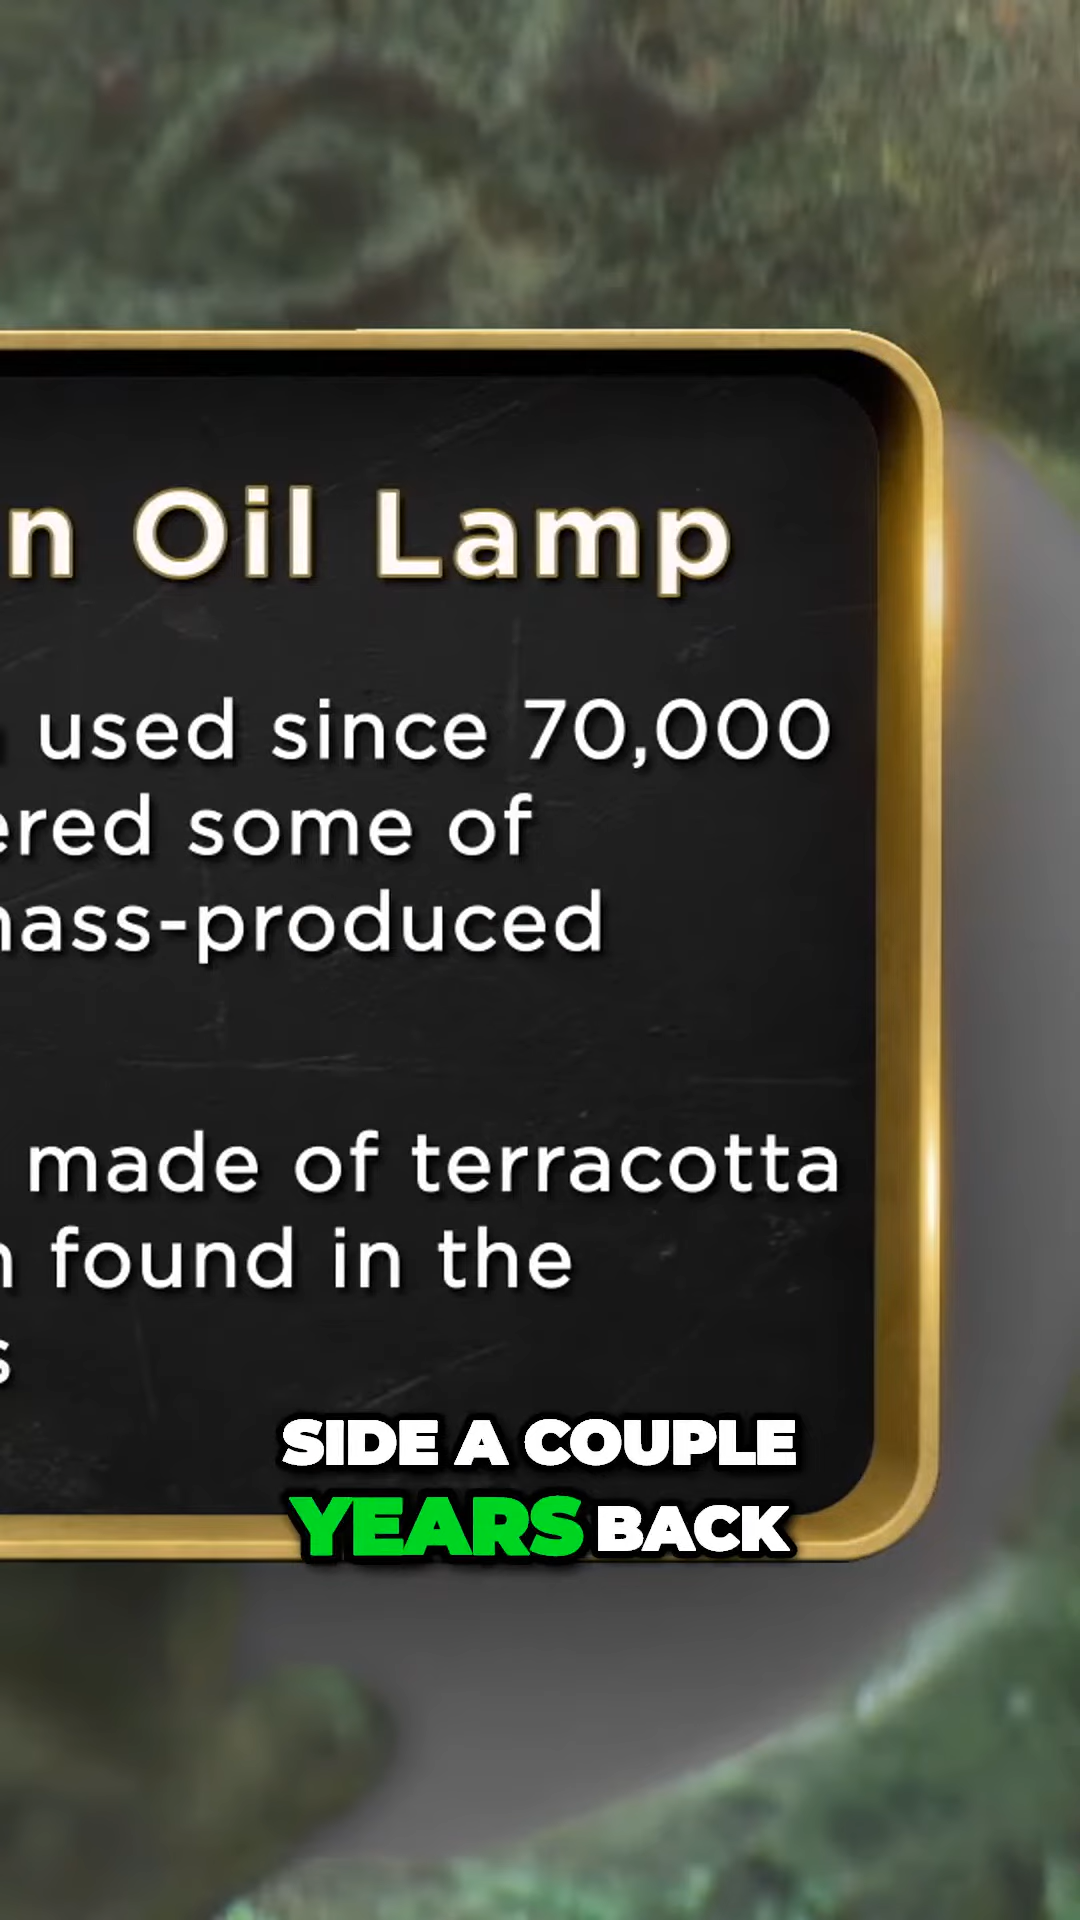 n Oil Lamp
used since 70,000
ered some of
mass-produced
made of terracotta
n found in the
s
SIDE A COUPLE
YEARS BACK